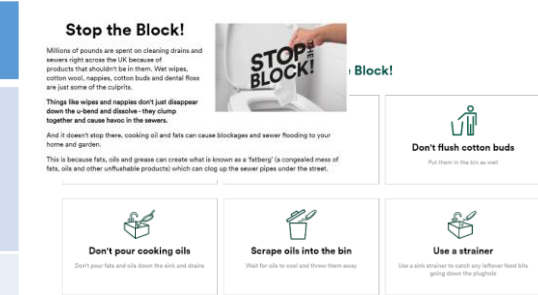 Stop the Block!
Millions of pounds are spent on cleaning drains and
sewers right across the UK because of
products that shouldn't be in them. Wet wipes,
cotton wool, nappies, cotton buds and dental floss
are just some of the culprits.
Things like wipes and nappies don't just disappear
down the u-bend and dissolve - they clump
together and cause havoc in the sewers.
And it doesn't stop there, cooking oil and fats can cause blockages and sewer flooding to your
home and garden.
This is because fats, oils and grease can create what is known as a 'fatberg' (a congealed mess of
fats, oils and other unflushable products) which can clog up the sewer pipes under the street.
STOP
THE
BLOCK!
Block!
Don't flush cotton buds
Put them in the bin as well
Don't pour cooking oils
Don't pour fats and oils down the sink and drains
Scrape oils into the bin
Wait for oils to cool and throw them away
Use a strainer
Use a sink strainer to catch any leftover food bits
going down the plughole